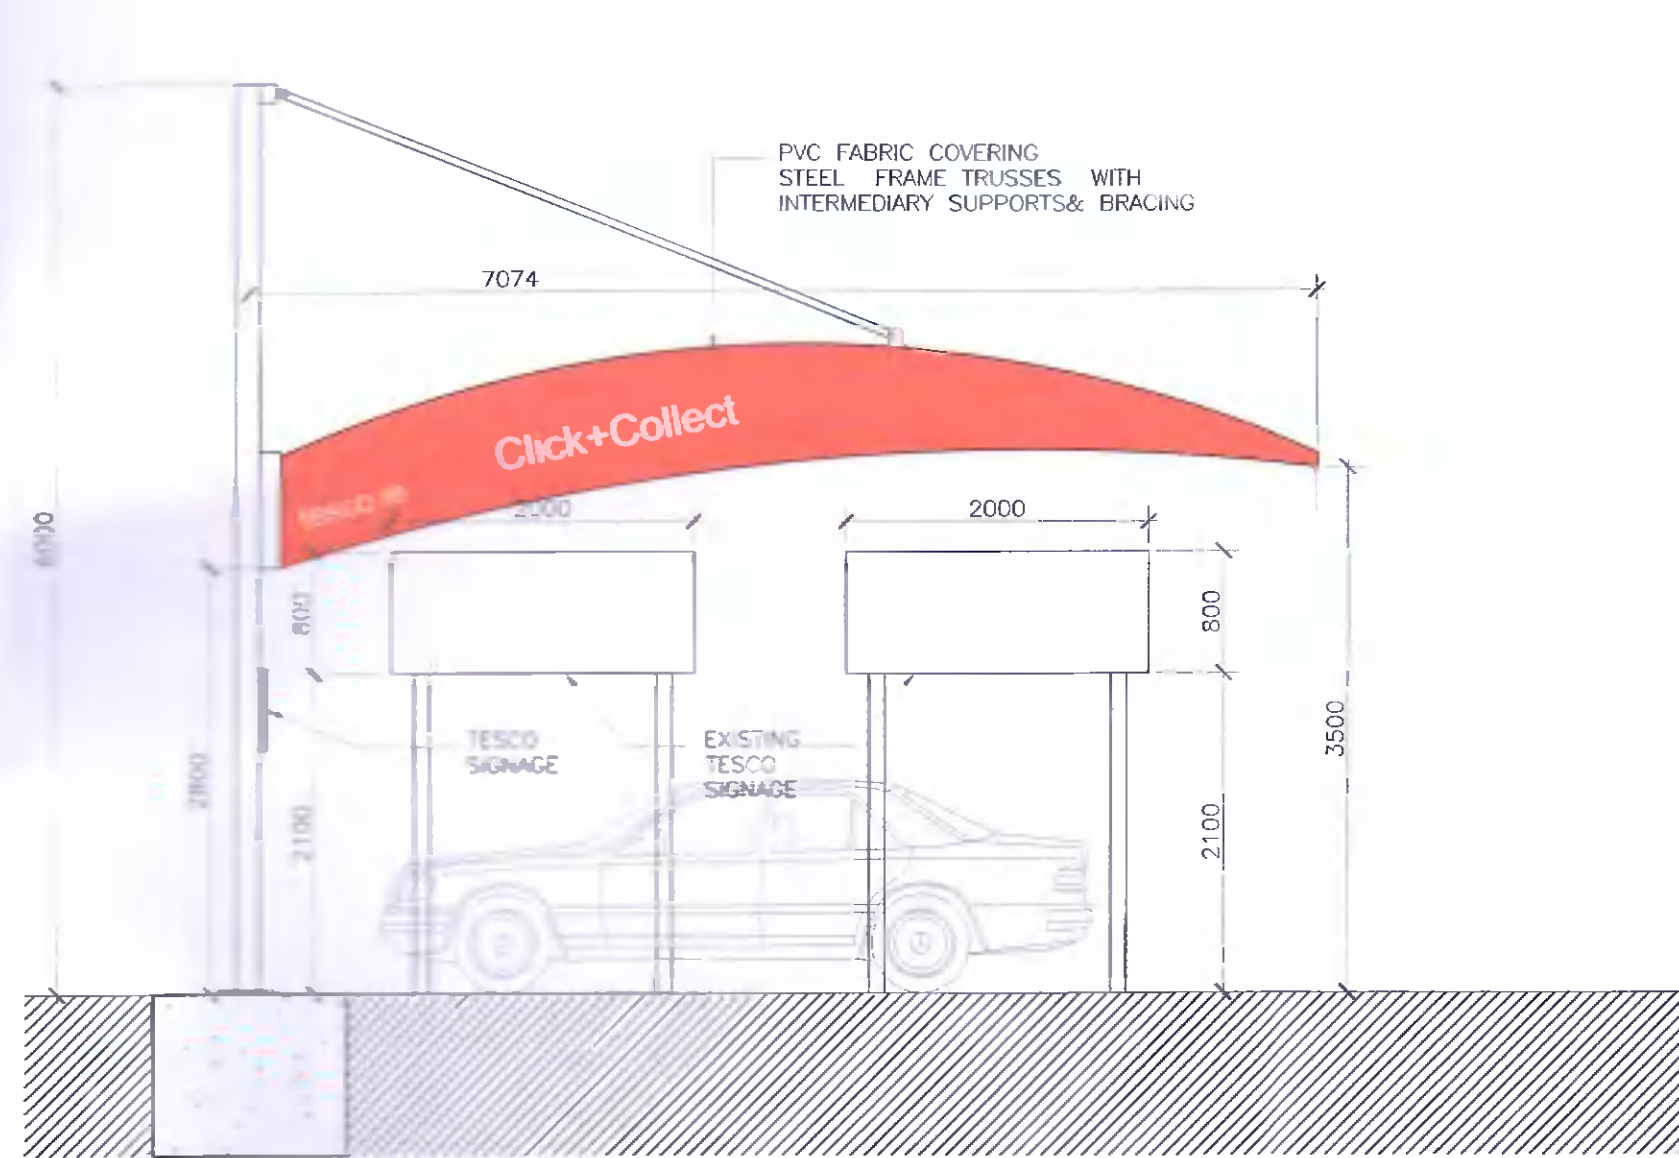 PVC FABRIC COVERING
STEEL FRAME TRUSSES WITH
INTERMEDIARY SUPPORTS& BRACING
7074
Click+Collect
TESCO
2000
2000
6000
800
800
TESCO
SIGNAGE
EXISTING
TESCO
SIGNAGE
3500
2800
2100
2100